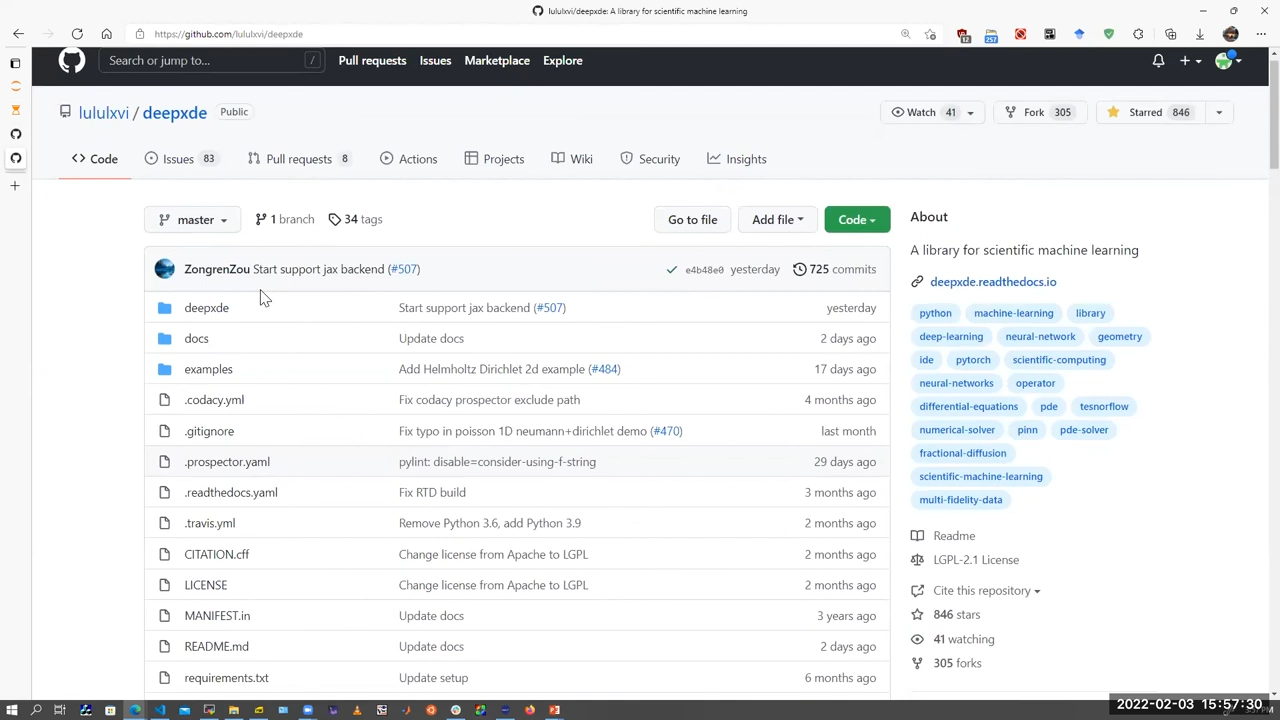 lululxvi/deepxde: A library for scientific machine learning
https://github.com/lululxvi/deepxde
12
257
Search or jump to...
/
Pull requests
Issues
Marketplace
Explore
lululxvi / deepxde
Public
Watch 41
Fork 305
Starred 846
Code
Issues 83
Pull requests 8
Actions
Projects
Wiki
Security
Insights
master
1 branch
34 tags
Go to file
Add file
Code
ZongrenZou Start support jax backend (#507)
e4b48e0 yesterday
725 commits
deepxde
Start support jax backend (#507)
yesterday
docs
Update docs
2 days ago
examples
Add Helmholtz Dirichlet 2d example (#484)
17 days ago
.codacy.yml
Fix codacy prospector exclude path
4 months ago
.gitignore
Fix typo in poisson 1D neumann+dirichlet demo (#470)
last month
.prospector.yaml
pylint: disable=consider-using-f-string
29 days ago
.readthedocs.yaml
Fix RTD build
3 months ago
.travis.yml
Remove Python 3.6, add Python 3.9
2 months ago
CITATION.cff
Change license from Apache to LGPL
2 months ago
LICENSE
Change license from Apache to LGPL
2 months ago
MANIFEST.in
Update docs
3 years ago
README.md
Update docs
2 days ago
requirements.txt
Update setup
6 months ago
About
A library for scientific machine learning
deepxde.readthedocs.io
python machine-learning library
deep-learning neural-network geometry
ide pytorch scientific-computing
neural-networks operator
differential-equations pde tesnorflow
numerical-solver pinn pde-solver
fractional-diffusion
scientific-machine-learning
multi-fidelity-data
Readme
LGPL-2.1 License
Cite this repository
846 stars
41 watching
305 forks
2022-02-03 15:57:30